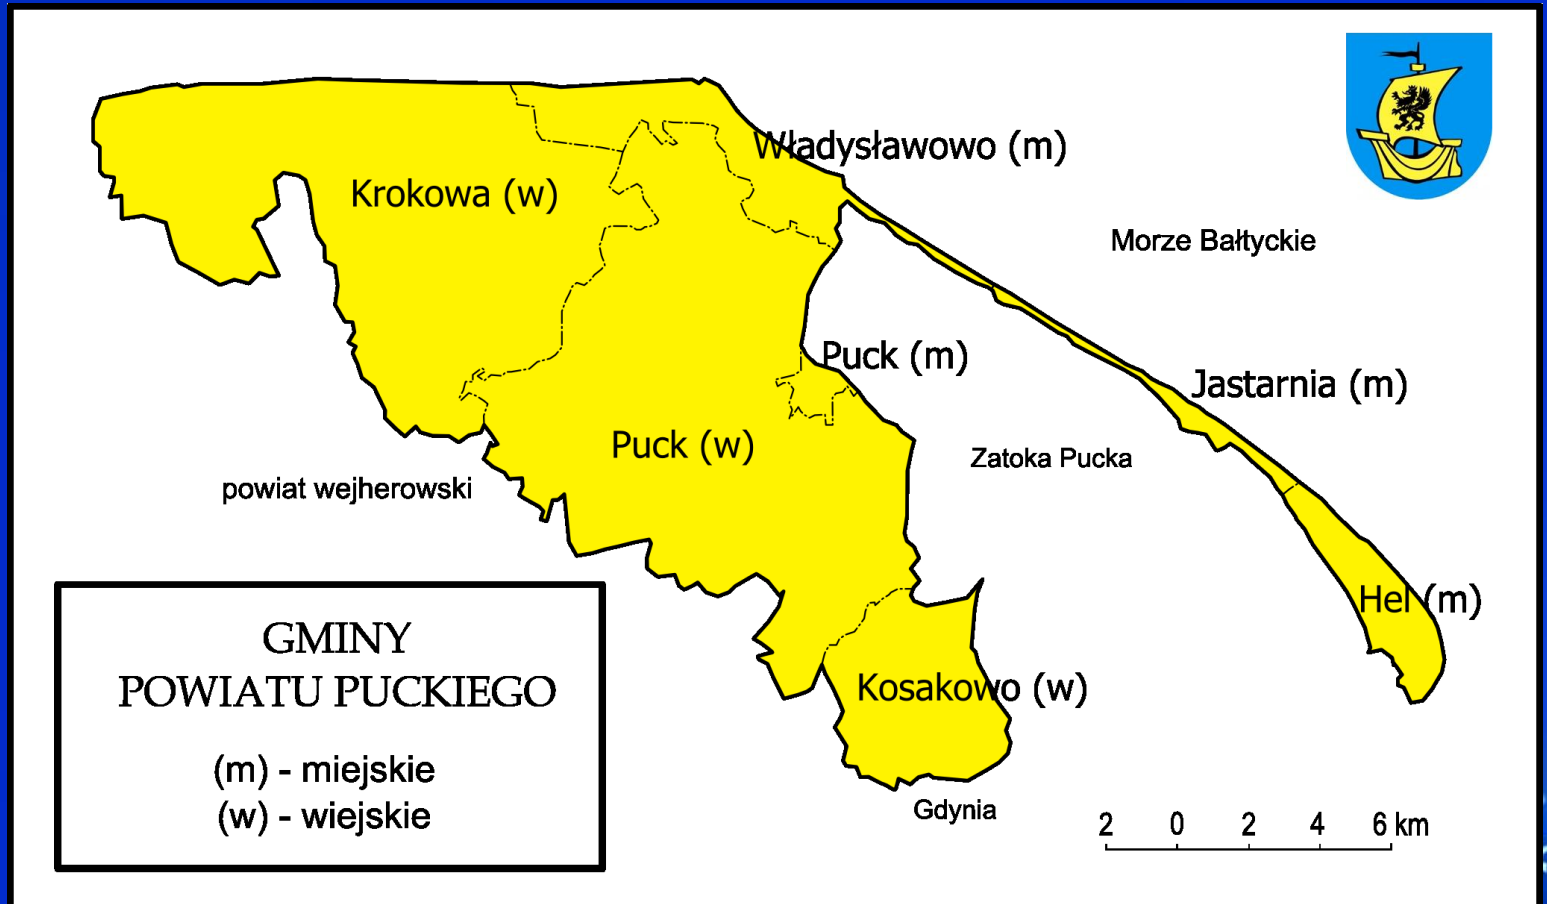 Władysławowo (m)
Krokowa (w)
Morze Bałtyckie
Puck (m)
Jastarnia (m)
Puck (w)
Zatoka Pucka
powiat wejherowski
Hel (m)
GMINY
POWIATU PUCKIEGO
Kosakowo (w)
(m) - miejskie
(w) - wiejskie
Gdynia
2 0 2 4 6 km